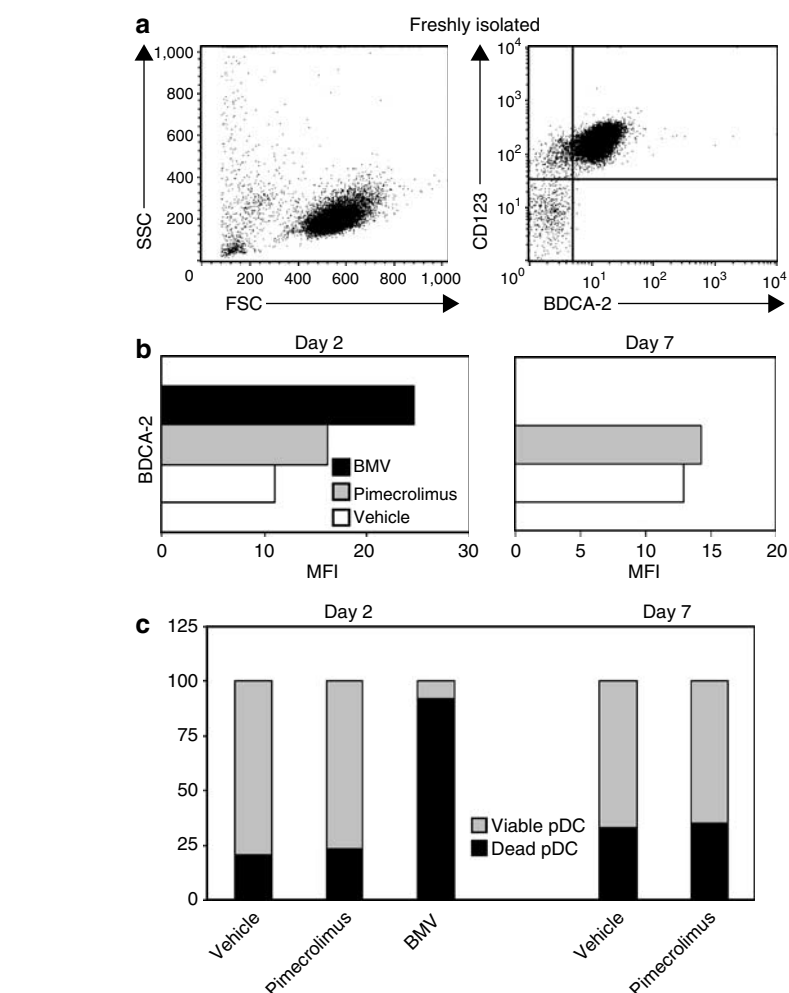 a
Freshly isolated
SSC
1,000
800
600
400
200
0
200 400 600 800 1,000
FSC
CD123
10^4
10^3
10^2
10^1
10^0
10^1 10^2 10^3 10^4
BDCA-2
b
Day 2
BDCA-2
BMV
Pimecrolimus
Vehicle
0 10 20 30
MFI
Day 7
0 5 10 15 20
MFI
c
Day 2 Day 7
125
100
75
50
25
0
Viable pDC
Dead pDC
Vehicle
Pimecrolimus
BMV
Vehicle
Pimecrolimus